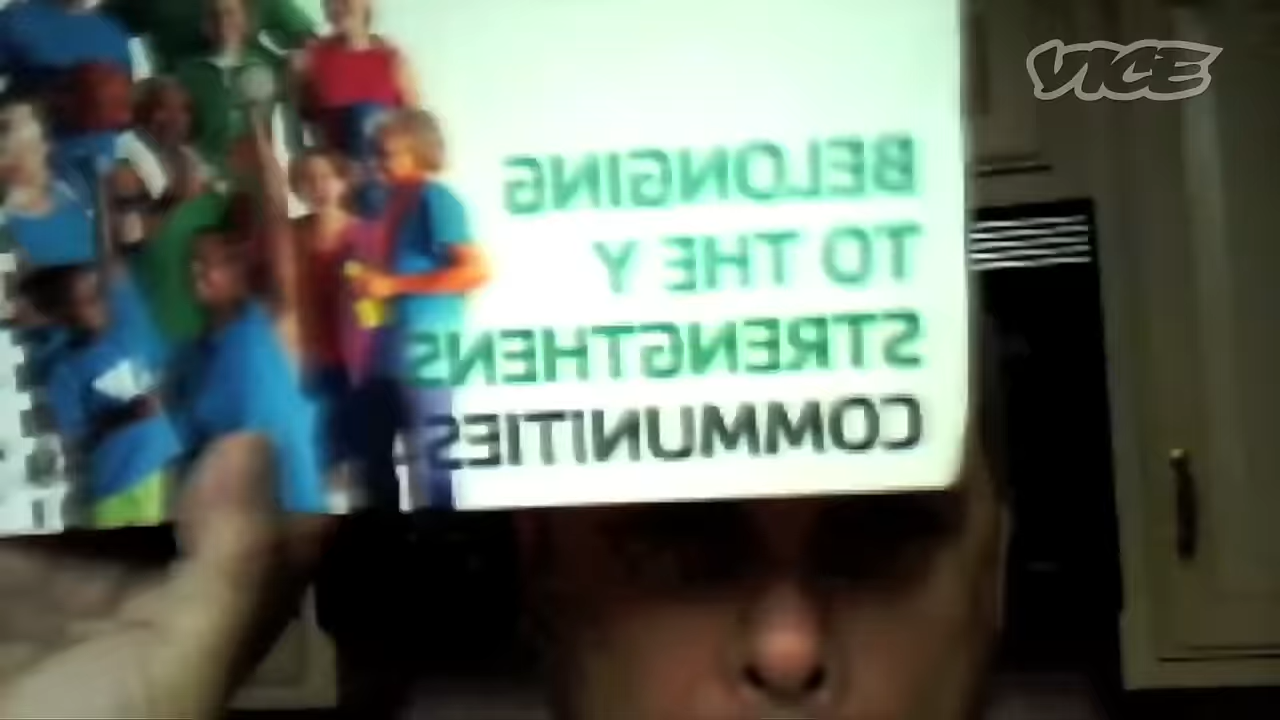 VICE
BELONGING
TO THE Y
STRENGTHENS
COMMUNITIES